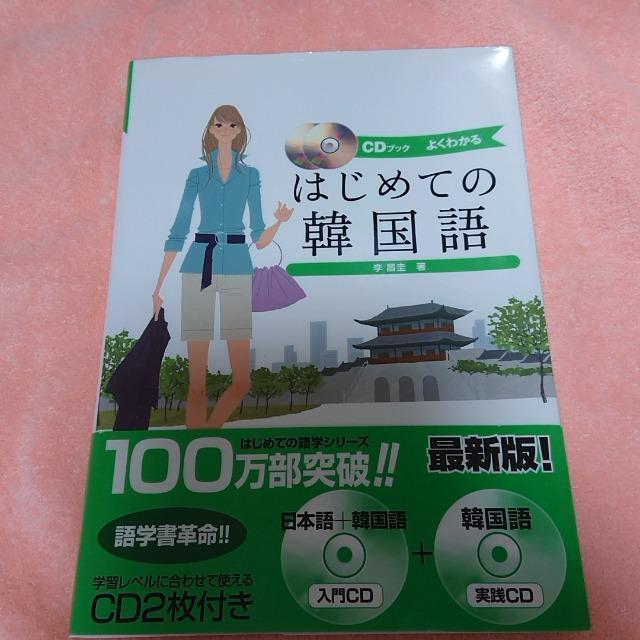 CDブック よくわかる
はじめての
韓国語
李 昌圭 著
はじめての語学シリーズ
100万部突破!!
最新版!
語学書革命!!
学習レベルに合わせて使える
CD2枚付き
日本語+韓国語
入門CD
+
韓国語
実践CD